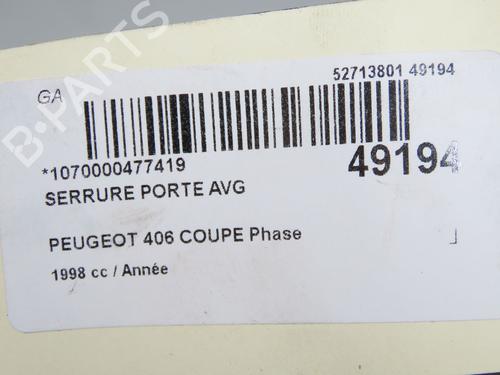 52713801 49194
GA
*1070000477419
49194
SERRURE PORTE AVG
PEUGEOT 406 COUPE Phase
1998 cc / Année
B-PARTS